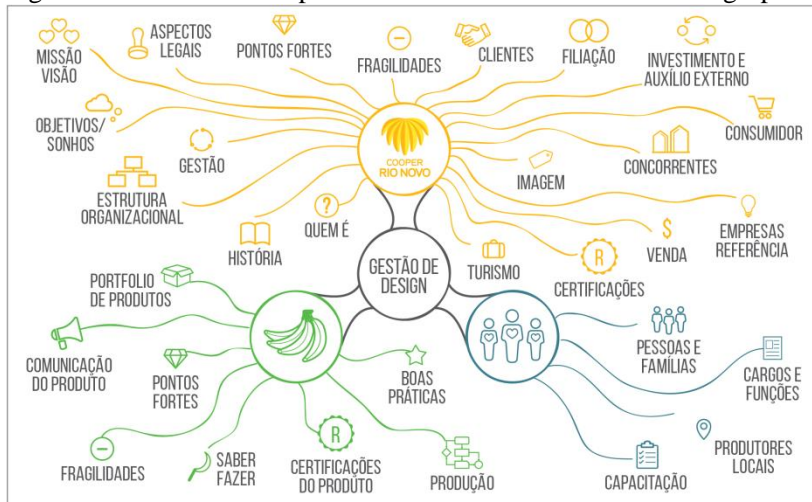 MISSÃO
VISÃO
ASPECTOS
LEGAIS
PONTOS FORTES
FRAGILIDADES
CLIENTES
FILIAÇÃO
INVESTIMENTO E
AUXÍLIO EXTERNO
OBJETIVOS/
SONHOS
GESTÃO
COOPER
RIO NOVO
IMAGEM
CONCORRENTES
CONSUMIDOR
ESTRUTURA
ORGANIZACIONAL
HISTÓRIA
?
QUEM É
GESTÃO DE
DESIGN
TURISMO
R
CERTIFICAÇÕES
$
VENDA
EMPRESAS
REFERÊNCIA
PORTFOLIO
DE PRODUTOS
COMUNICAÇÃO
DO PRODUTO
PONTOS
FORTES
BOAS
PRÁTICAS
FRAGILIDADES
SABER
FAZER
R
CERTIFICAÇÕES
DO PRODUTO
PRODUÇÃO
PESSOAS E
FAMÍLIAS
CARGOS E
FUNÇÕES
PRODUTORES
LOCAIS
CAPACITAÇÃO